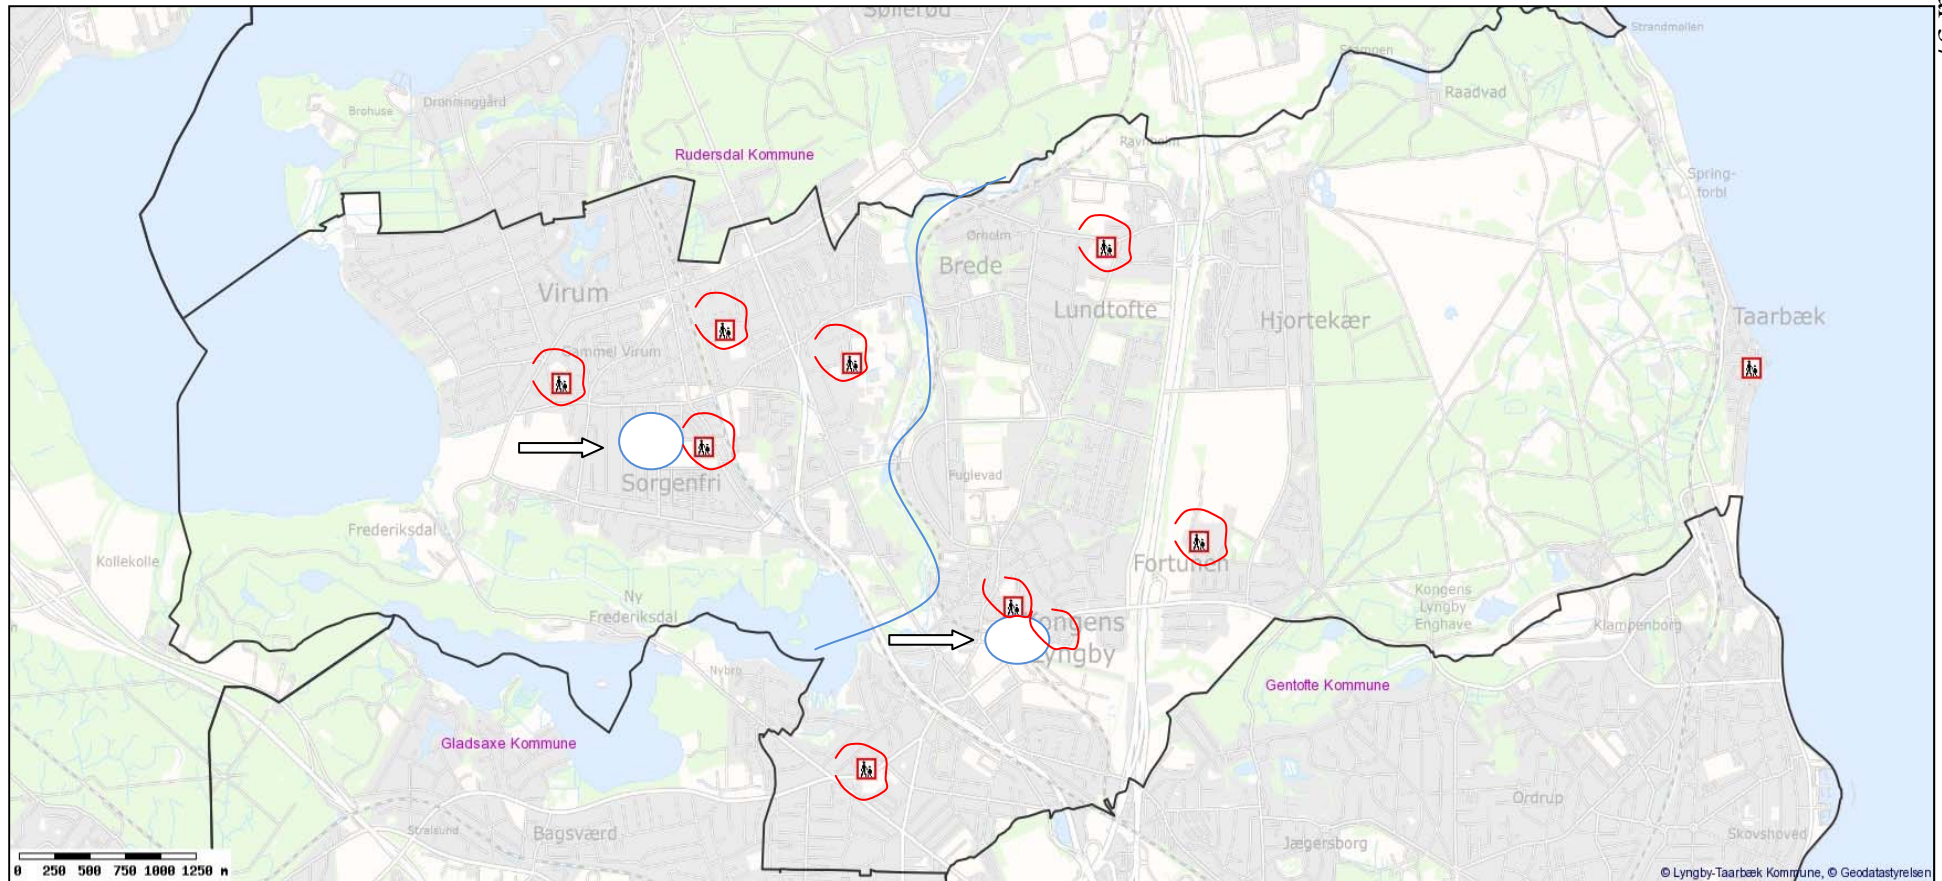 Søllerød
Strandmøllen
Stampen
Raadvad
Brohuse
Dronninggård
Rudersdal Kommune
Ravnholm
Spring-
forbi
Ørholm
Brede
Virum
Lundtofte
Hjortekær
Taarbæk
Gammel Virum
Sorgenfri
Fuglevad
Frederiksdal
Kollekolle
Fortunen
Ny
Frederiksdal
Kongens
Lyngby
Enghave
Kongens
Lyngby
Klampenborg
Nybro
Gentofte Kommune
Gladsaxe Kommune
Ordrup
Stralsund
Bagsværd
Jægersborg
Skovshoved
0 250 500 750 1000 1250 m
© Lyngby-Taarbæk Kommune, © Geodatastyrelsen